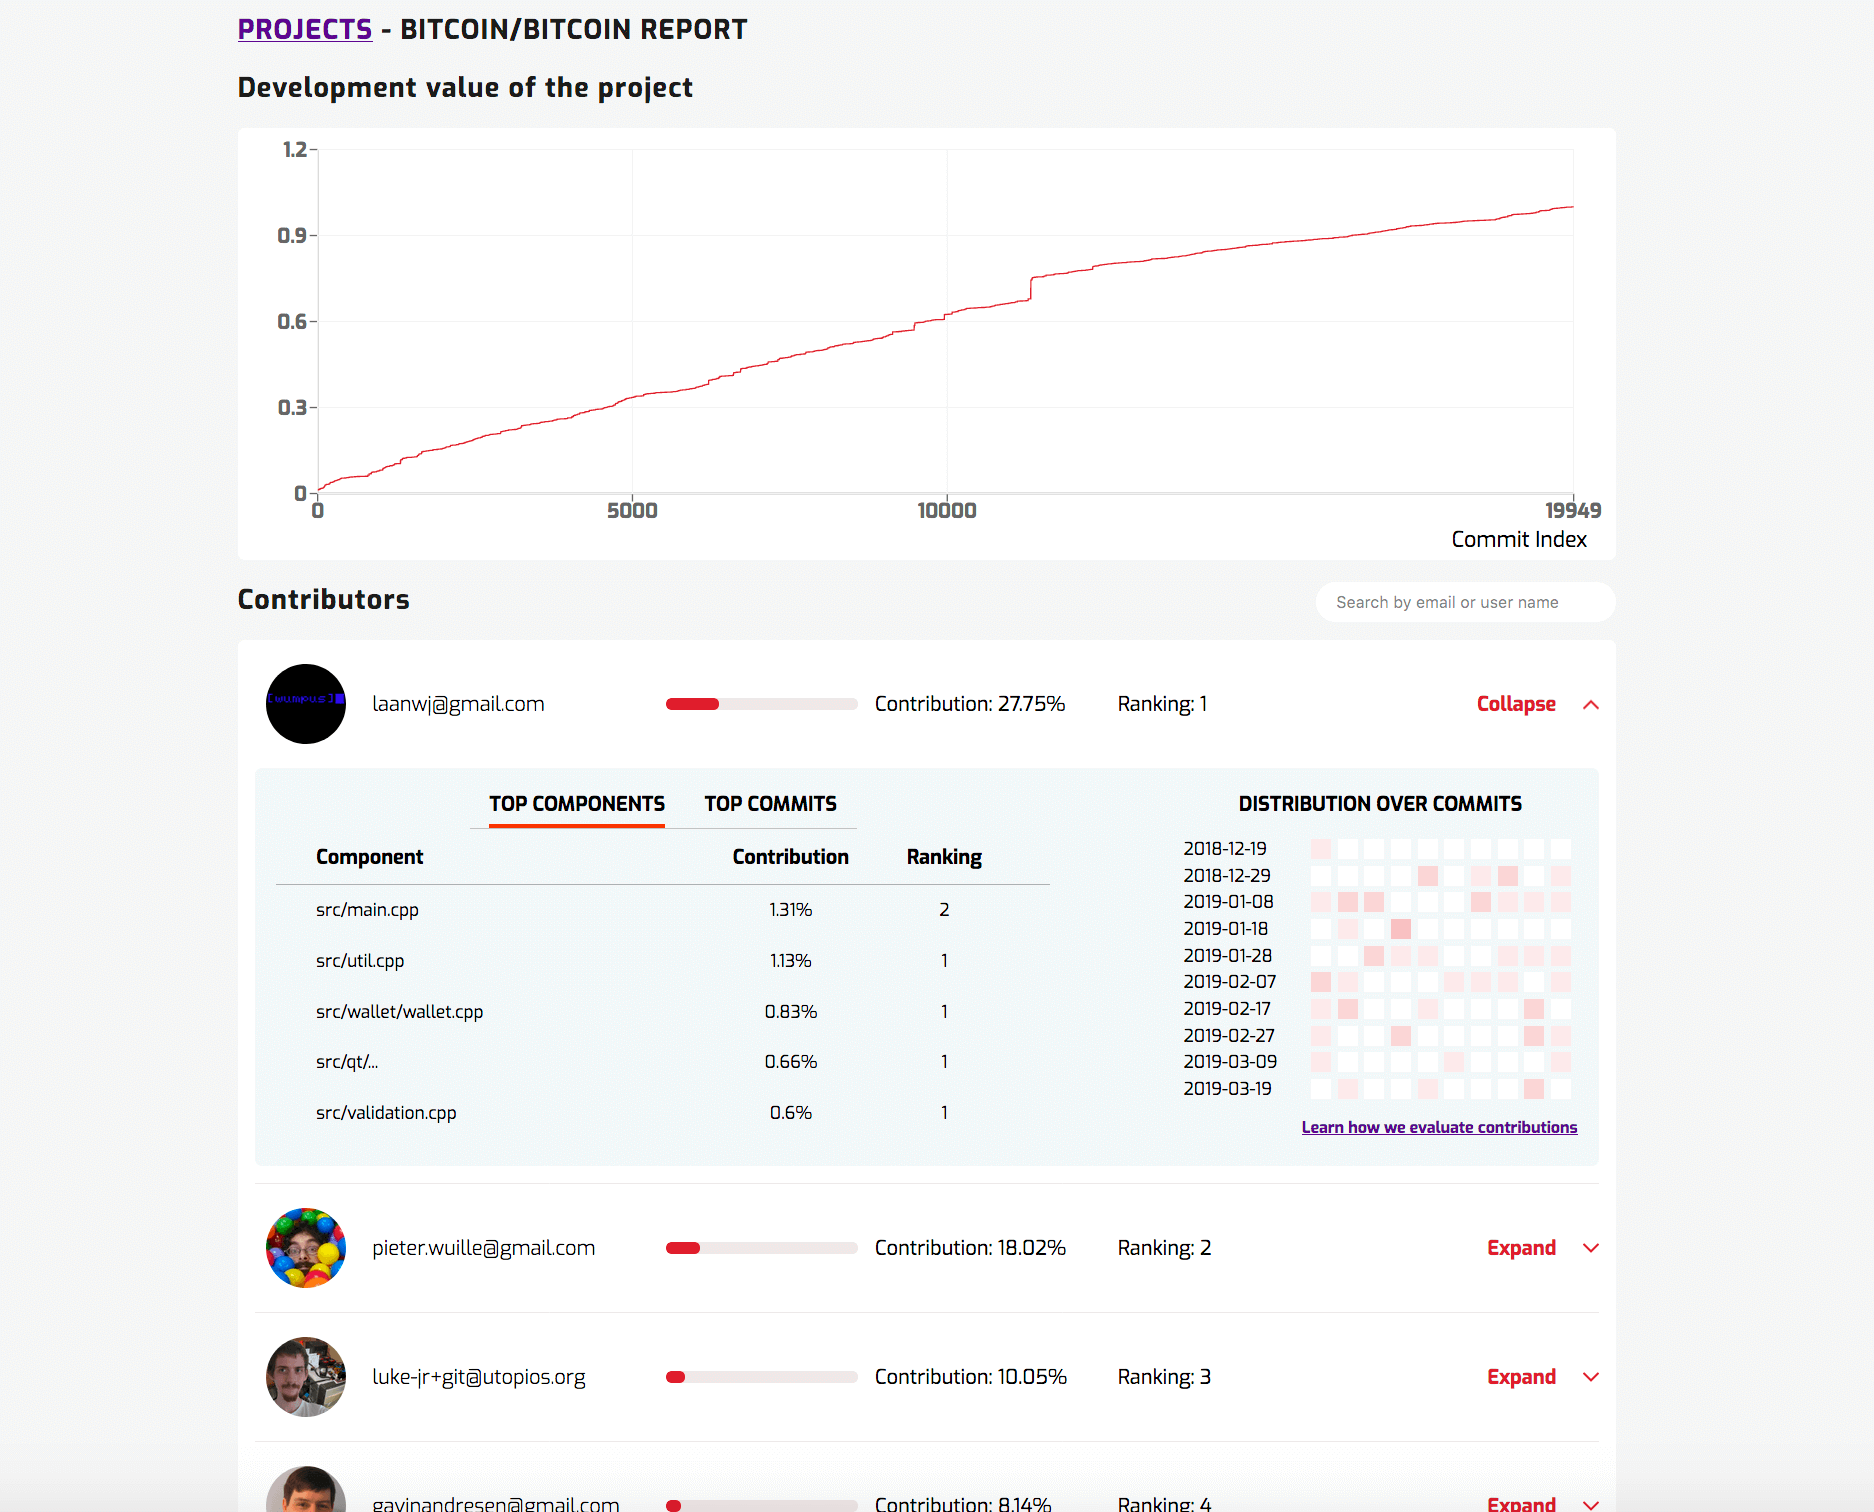 PROJECTS - BITCOIN/BITCOIN REPORT
Development value of the project
1.2
0.9
0.6
0.3
0
0 5000 10000 19949
Commit Index
Contributors
Search by email or user name
[wumpus]
laanwj@gmail.com Contribution: 27.75% Ranking: 1 Collapse
TOP COMPONENTS TOP COMMITS
Component Contribution Ranking
src/main.cpp 1.31% 2
src/util.cpp 1.13% 1
src/wallet/wallet.cpp 0.83% 1
src/qt/... 0.66% 1
src/validation.cpp 0.6% 1
DISTRIBUTION OVER COMMITS
2018-12-19
2018-12-29
2019-01-08
2019-01-18
2019-01-28
2019-02-07
2019-02-17
2019-02-27
2019-03-09
2019-03-19
Learn how we evaluate contributions
pieter.wuille@gmail.com Contribution: 18.02% Ranking: 2 Expand
luke-jr+git@utopios.org Contribution: 10.05% Ranking: 3 Expand
gavinandresen@gmail.com Contribution: 8.14% Ranking: 4 Expand